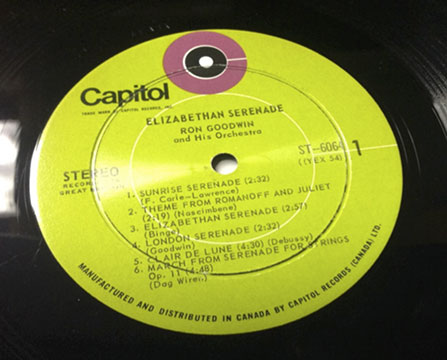 Capitol
TRADE MARK OF CAPITOL RECORDS, INC.
ELIZABETHAN SERENADE
RON GOODWIN
and His Orchestra
ST-6064
((YEX 54)
1
STEREO
RECOR
GREAT
1. SUNRISE SERENADE (2:32)
(F. Carle-Lawrence)
2. THEME FROM ROMANOFF AND JULIET
(2:19) (Nascimbene)
3. ELIZABETHAN SERENADE (2:57)
(Binge)
4. LONDON SERENADE (2:32)
(Goodwin)
5. CLAIR DE LUNE (4:30) (Debussy)
6. MARCH FROM SERENADE FOR STRINGS
Op. 11 (4:48)
(Dag Wiren)
MANUFACTURED AND DISTRIBUTED IN CANADA BY CAPITOL RECORDS (CANADA) LTD.